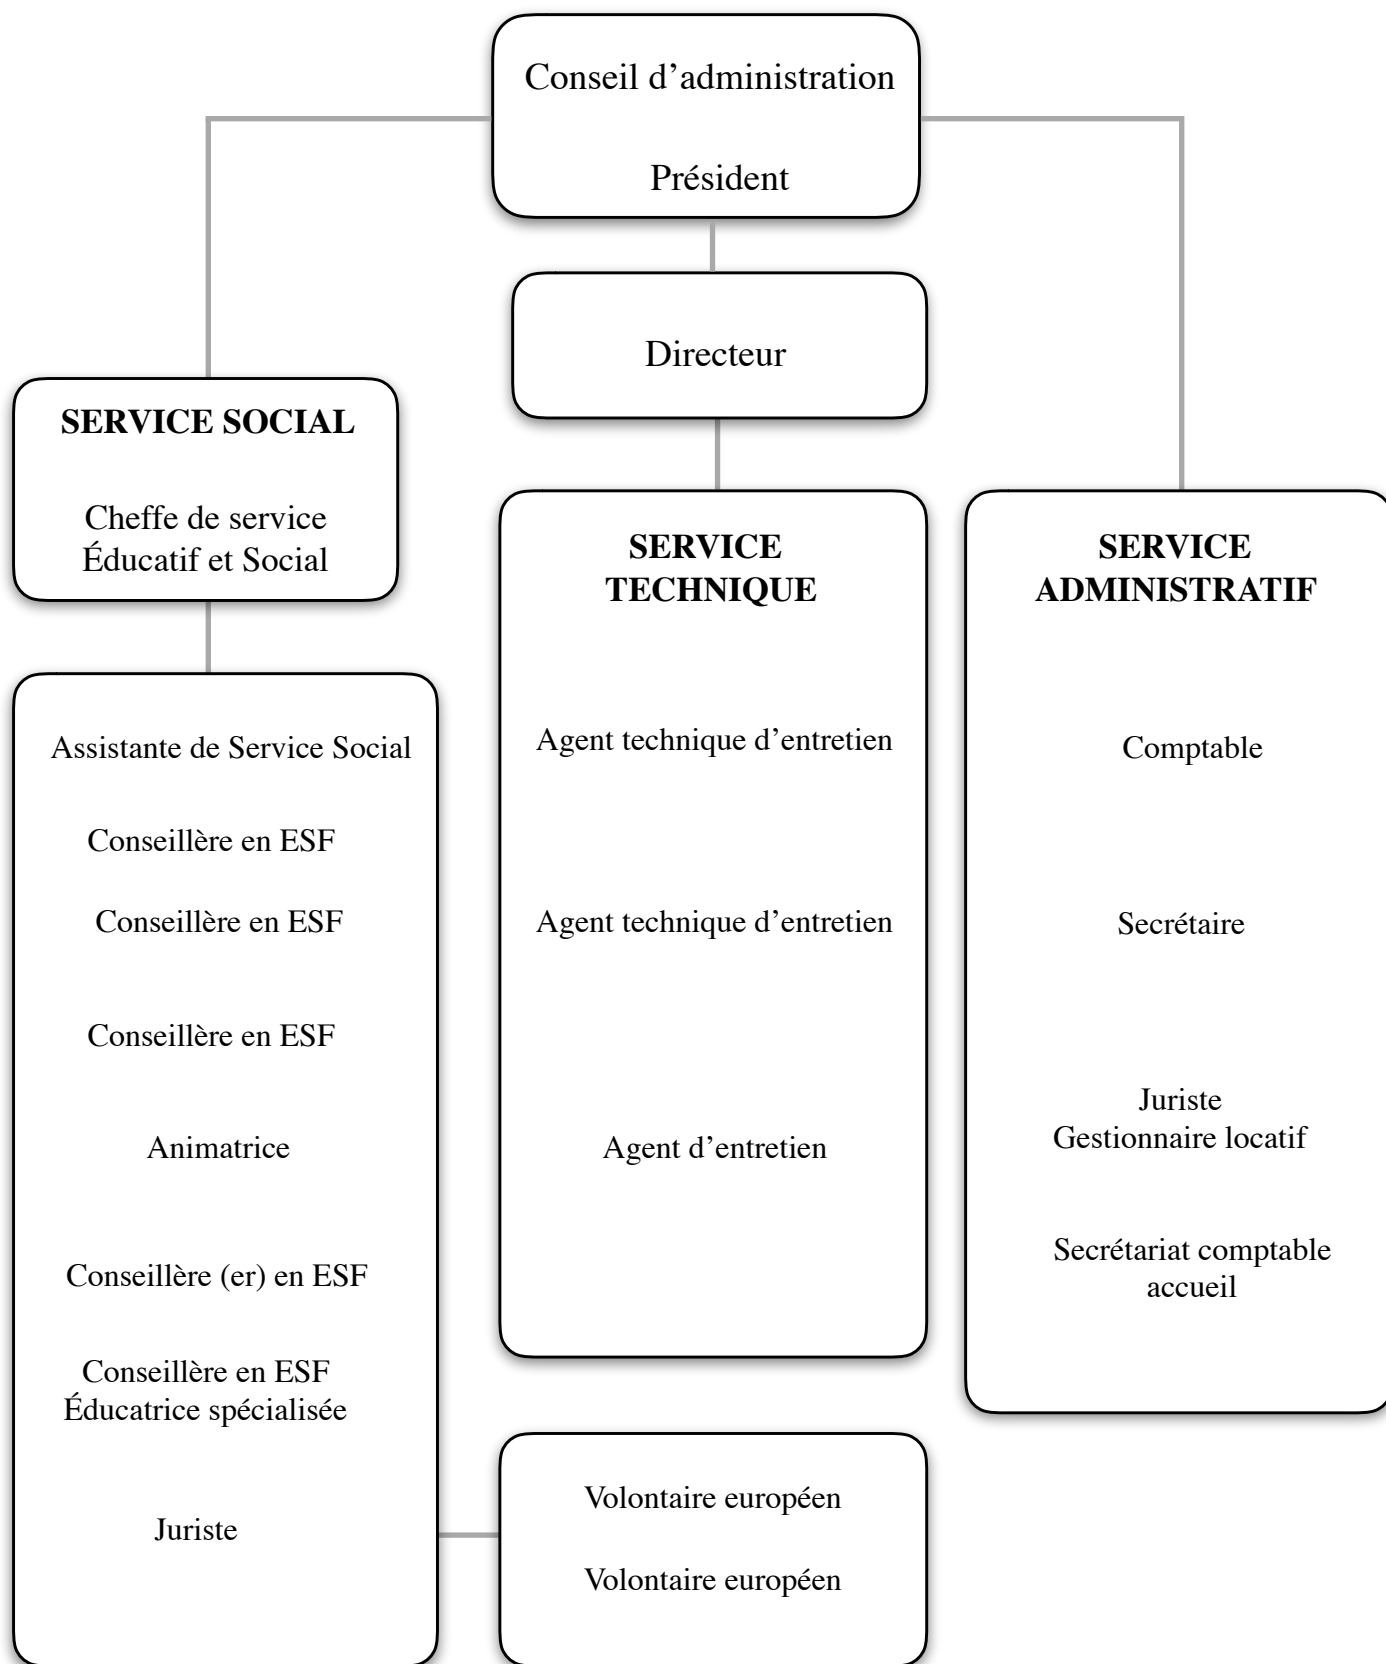 Conseil d’administration
Président
Directeur
SERVICE SOCIAL
Cheffe de service
Éducatif et Social
Assistante de Service Social
Conseillère en ESF
Conseillère en ESF
Conseillère en ESF
Animatrice
Conseillère (er) en ESF
Conseillère en ESF
Éducatrice spécialisée
Juriste
SERVICE
TECHNIQUE
Agent technique d’entretien
Agent technique d’entretien
Agent d’entretien
Volontaire européen
Volontaire européen
SERVICE
ADMINISTRATIF
Comptable
Secrétaire
Juriste
Gestionnaire locatif
Secrétariat comptable
accueil